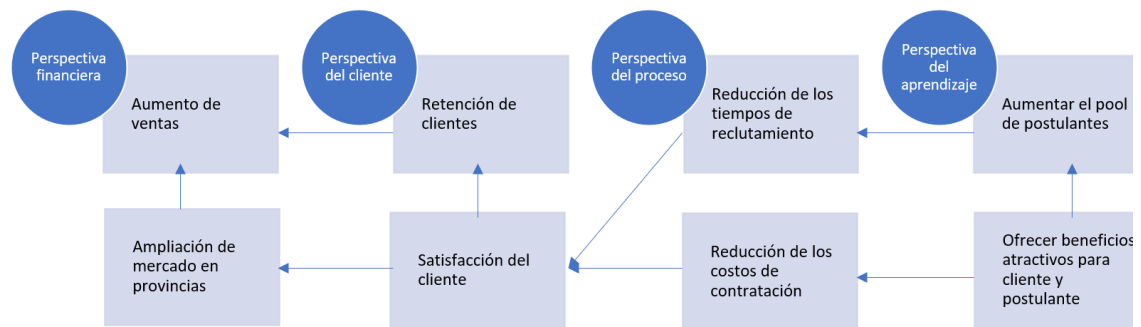 Perspectiva
financiera
Aumento de
ventas
Perspectiva
del cliente
Retención de
clientes
Perspectiva
del proceso
Reducción de los
tiempos de
reclutamiento
Perspectiva
del
aprendizaje
Aumentar el pool
de postulantes
Ampliación de
mercado en
provincias
Satisfacción del
cliente
Reducción de los
costos de
contratación
Ofrecer beneficios
atractivos para
cliente y
postulante